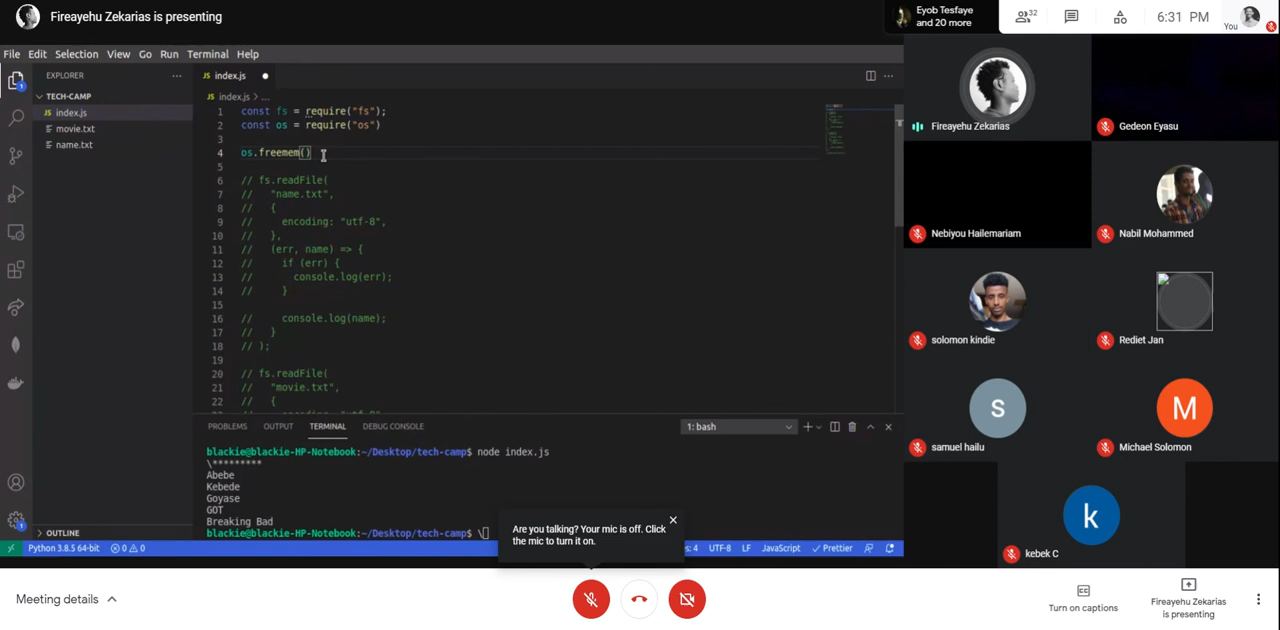 Fireayehu Zekarias is presenting
Eyob Tesfaye
and 20 more
32
6:31 PM
You
File Edit Selection View Go Run Terminal Help
EXPLORER
TECH-CAMP
JS index.js
movie.txt
name.txt
OUTLINE
JS index.js
JS index.js > ...
1 const fs = require("fs");
2 const os = require("os")
3
4 os.freemem()
5
6 // fs.readFile(
7 // "name.txt",
8 // {
9 // encoding: "utf-8",
10 // },
11 // (err, name) => {
12 // if (err) {
13 // console.log(err);
14 // }
15
16 // console.log(name);
17 // }
18 // );
19
20 // fs.readFile(
21 // "movie.txt",
22 // {
PROBLEMS OUTPUT TERMINAL DEBUG CONSOLE
1: bash
blackie@blackie-HP-Notebook:~/Desktop/tech-camp$ node index.js
\*********
Abebe
Kebede
Goyase
GOT
Breaking Bad
blackie@blackie-HP-Notebook:~/Desktop/tech-camp$ \
Python 3.8.5 64-bit 0 0
s: 4 UTF-8 LF JavaScript Prettier
Are you talking? Your mic is off. Click
the mic to turn it on.
Fireayehu Zekarias
Gedeon Eyasu
Nebiyou Hailemariam
Nabil Mohammed
solomon kindie
Rediet Jan
s
samuel hailu
M
Michael Solomon
k
kebek C
Meeting details
CC
Turn on captions
Fireayehu Zekarias
is presenting